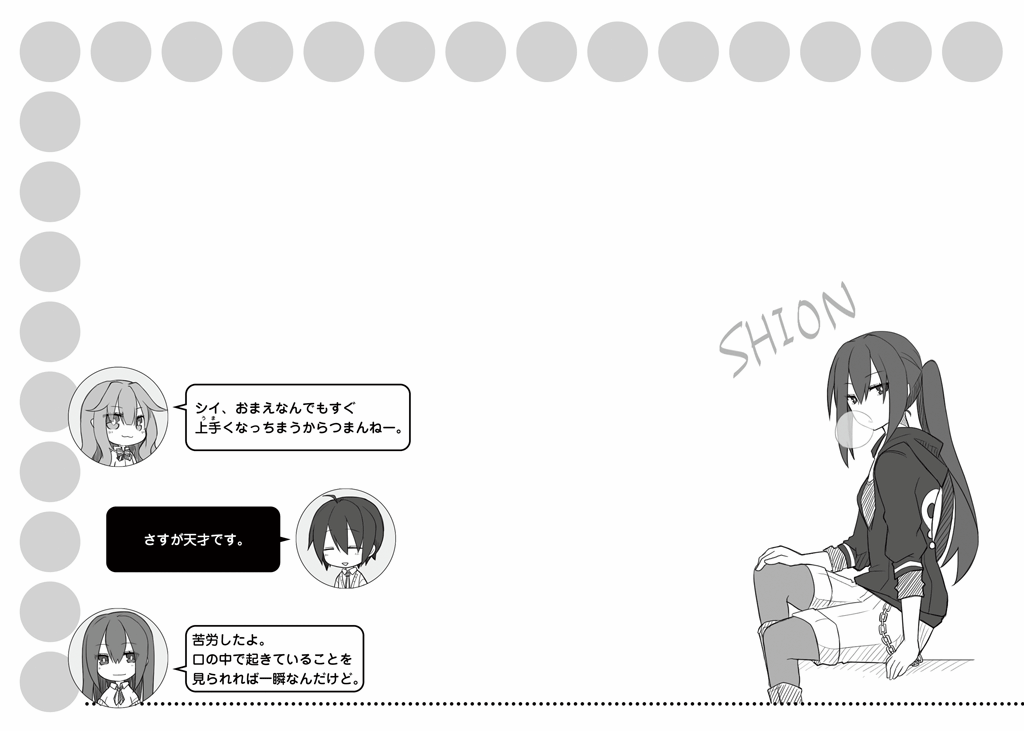 SHION
シイ、おまえなんでもすぐ
上手くなっちまうからつまんねー。
さすが天才です。
苦労したよ。
口の中で起きていることを
見られれば一瞬なんだけど。